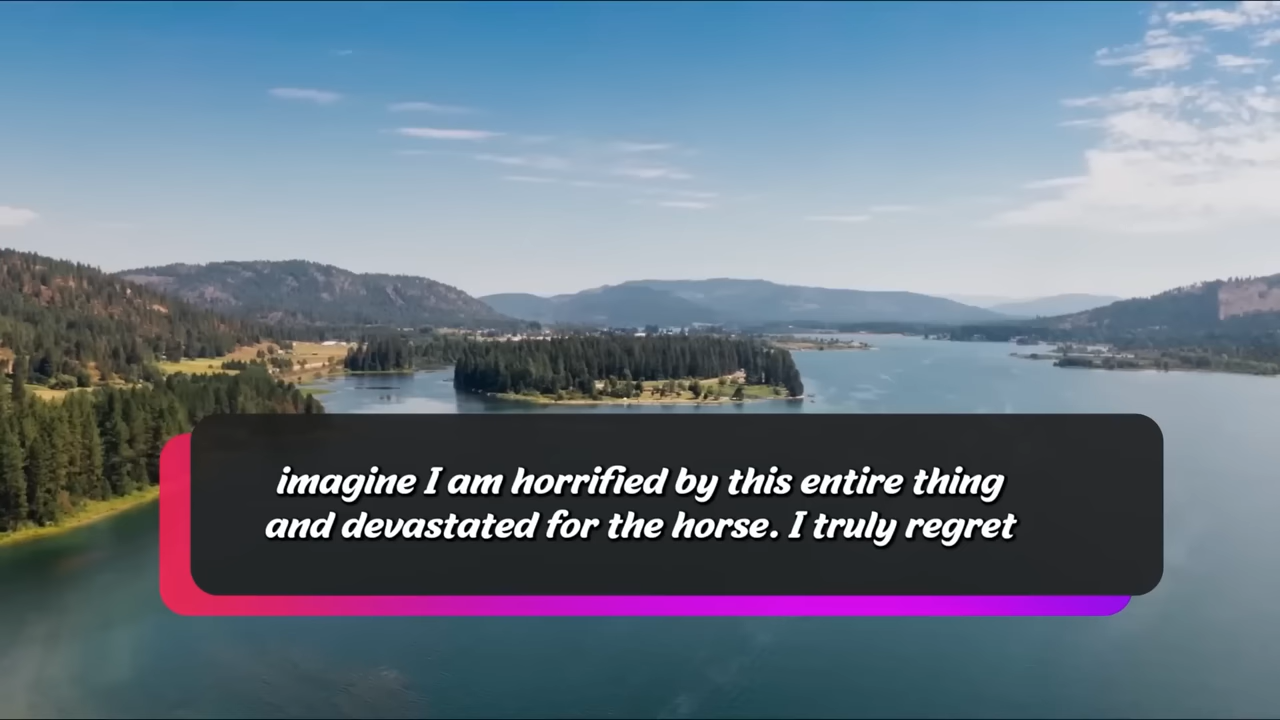 imagine I am horrified by this entire thing
and devastated for the horse. I truly regret